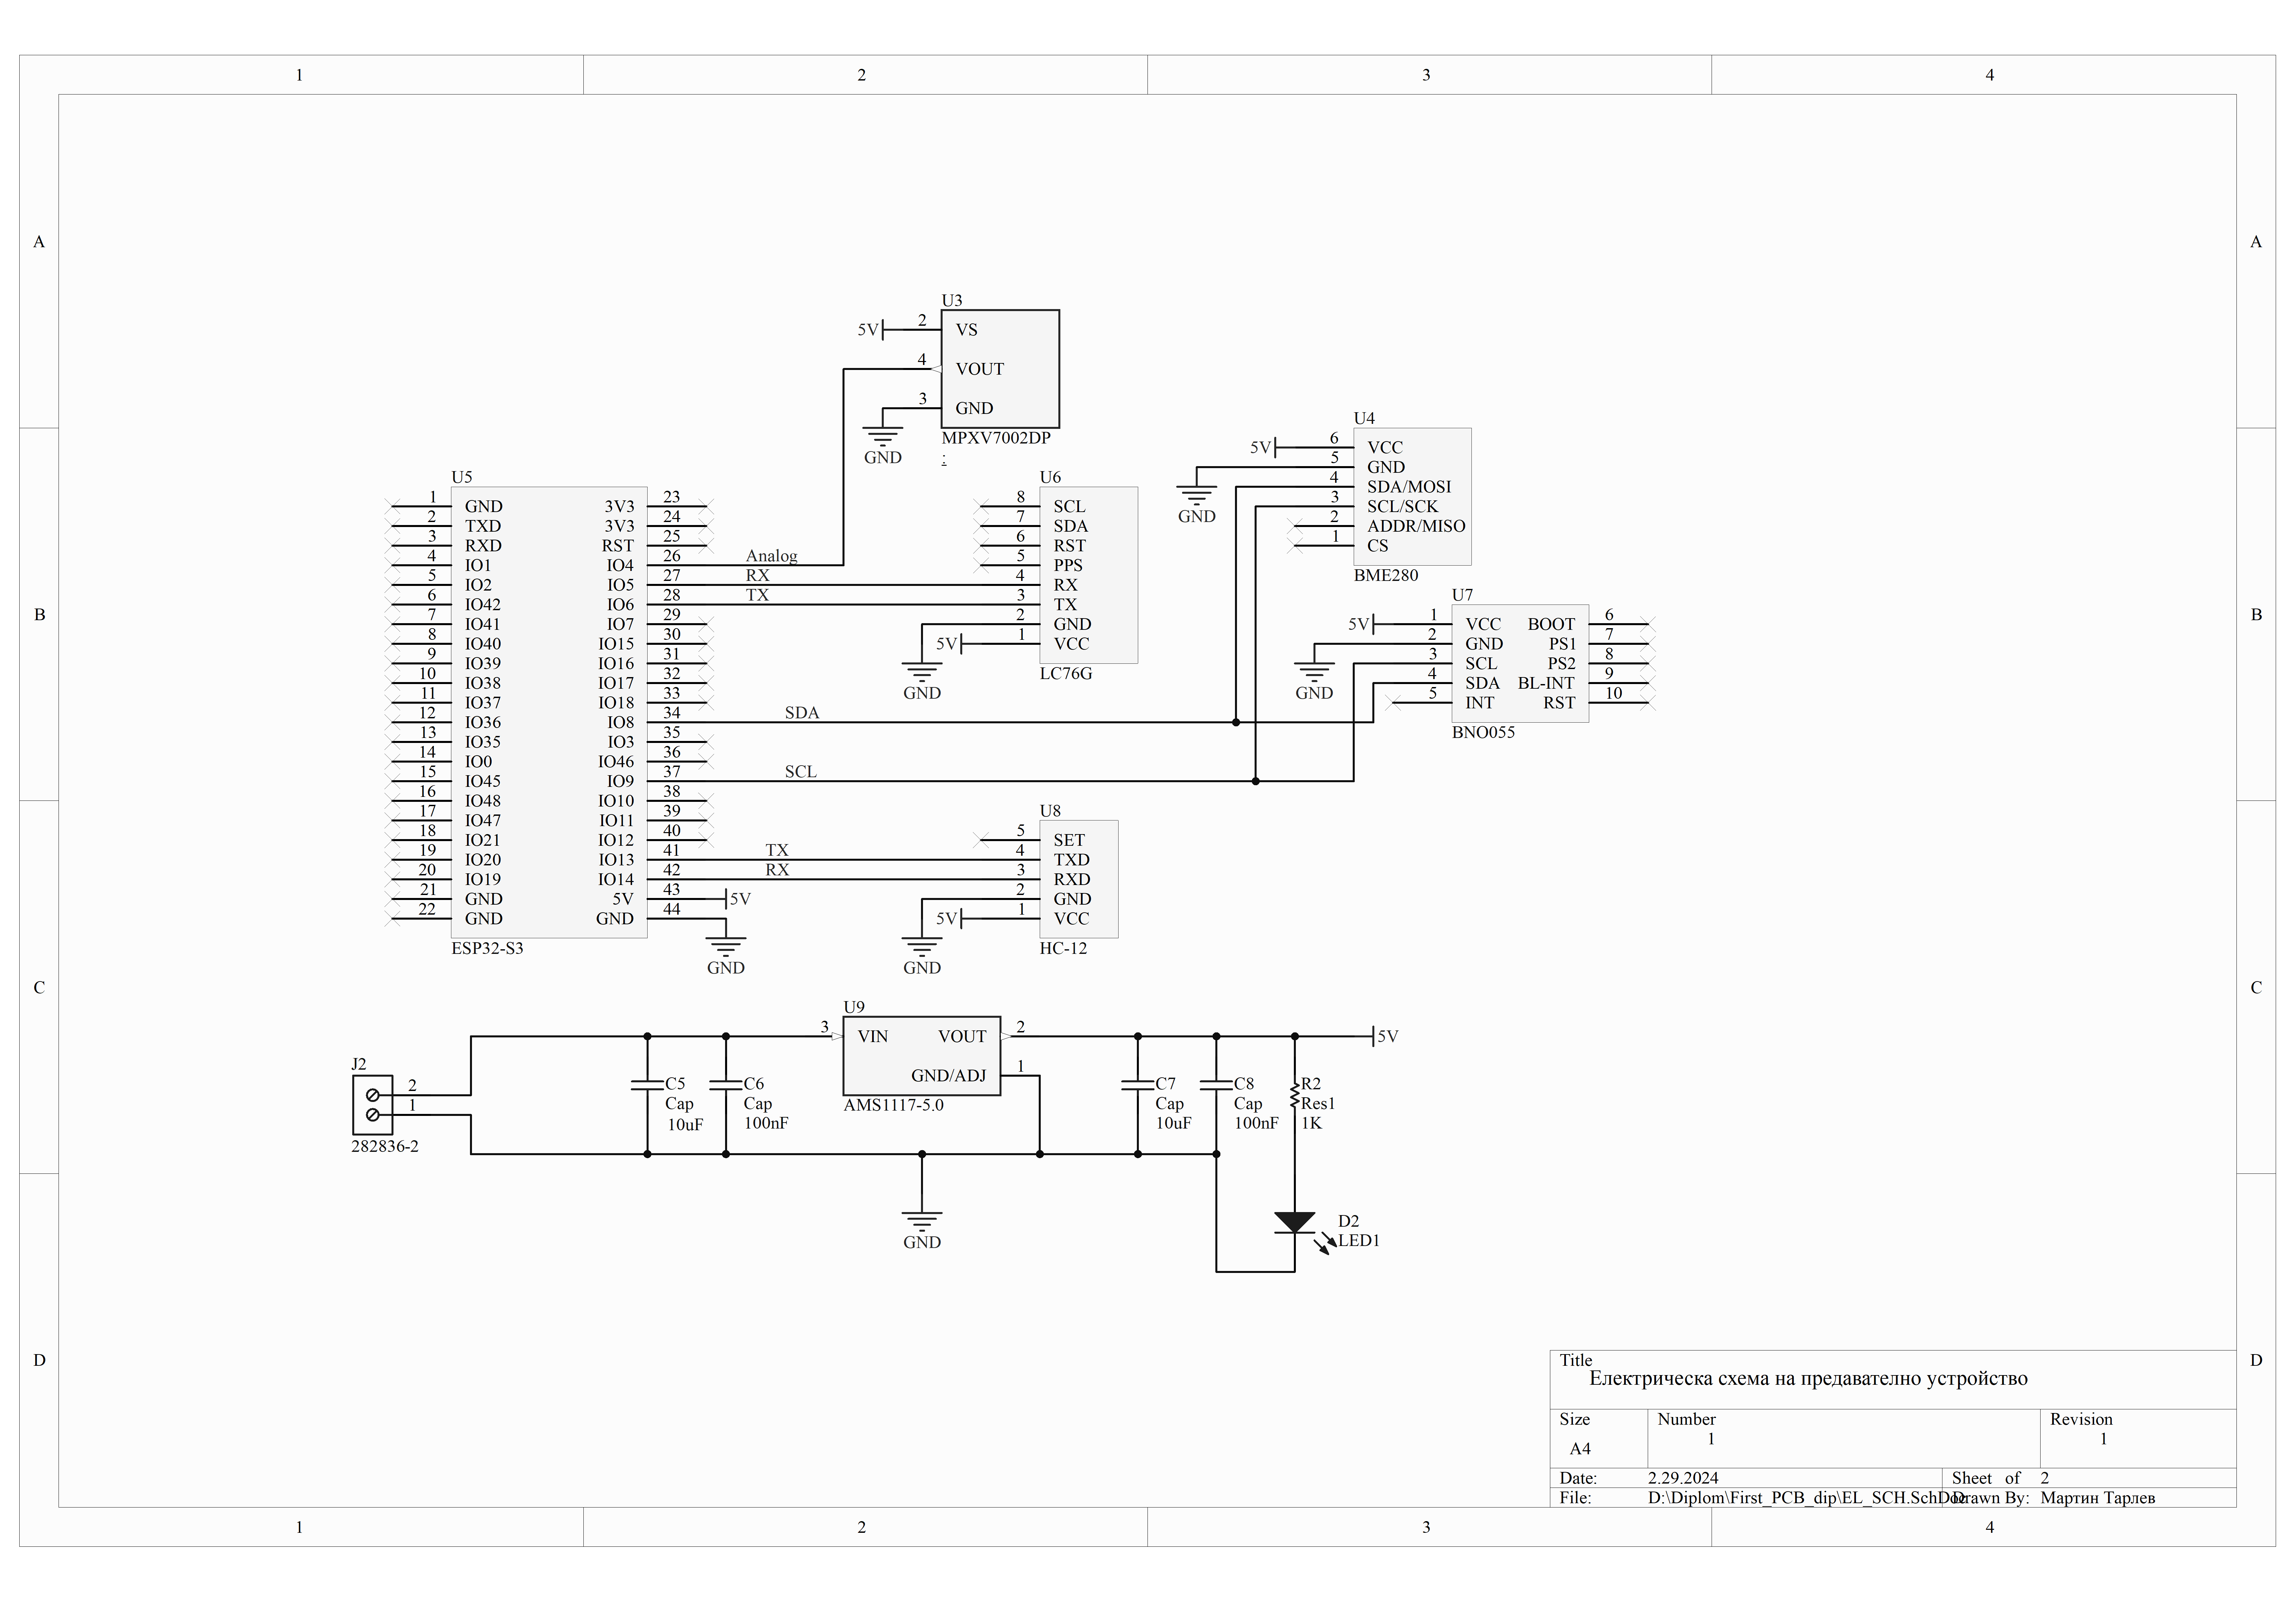 1 2 3 4
A A
B B
C C
D D
U3
5V 2 VS
4 VOUT
3 GND
GND
MPXV7002DP
:
U4
5V 6 VCC
5 GND
4 SDA/MOSI
3 SCL/SCK
2 ADDR/MISO
1 CS
GND
BME280
U5
1 GND 3V3 23
2 TXD 3V3 24
3 RXD RST 25
4 IO1 IO4 26 Analog
5 IO2 IO5 27 RX
6 IO42 IO6 28 TX
7 IO41 IO7 29
8 IO40 IO15 30
9 IO39 IO16 31
10 IO38 IO17 32
11 IO37 IO18 33
12 IO36 IO8 34 SDA
13 IO35 IO3 35
14 IO0 IO46 36
15 IO45 IO9 37 SCL
16 IO48 IO10 38
17 IO47 IO11 39
18 IO21 IO12 40
19 IO20 IO13 41 TX
20 IO19 IO14 42 RX
21 GND 5V 43 5V
22 GND GND 44
GND
ESP32-S3
U6
8 SCL
7 SDA
6 RST
5 PPS
4 RX
3 TX
2 GND
5V 1 VCC
GND
LC76G
U7
5V 1 VCC BOOT 6
2 GND PS1 7
3 SCL PS2 8
4 SDA BL-INT 9
5 INT RST 10
GND
BNO055
U8
5 SET
4 TXD
3 RXD
2 GND
5V 1 VCC
GND
HC-12
U9
3 VIN VOUT 2
GND/ADJ 1
AMS1117-5.0
5V
J2
2
1
282836-2
C5
Cap
10uF
C6
Cap
100nF
C7
Cap
10uF
C8
Cap
100nF
R2
Res1
1K
GND
D2
LED1
Title
Електрическа схема на предавателно устройство
Size Number Revision
A4 1 1
Date: 2.29.2024 Sheet of 2
File: D:\Diplom\First_PCB_dip\EL_SCH.SchDoc Drawn By: Мартин Тарлев
1 2 3 4